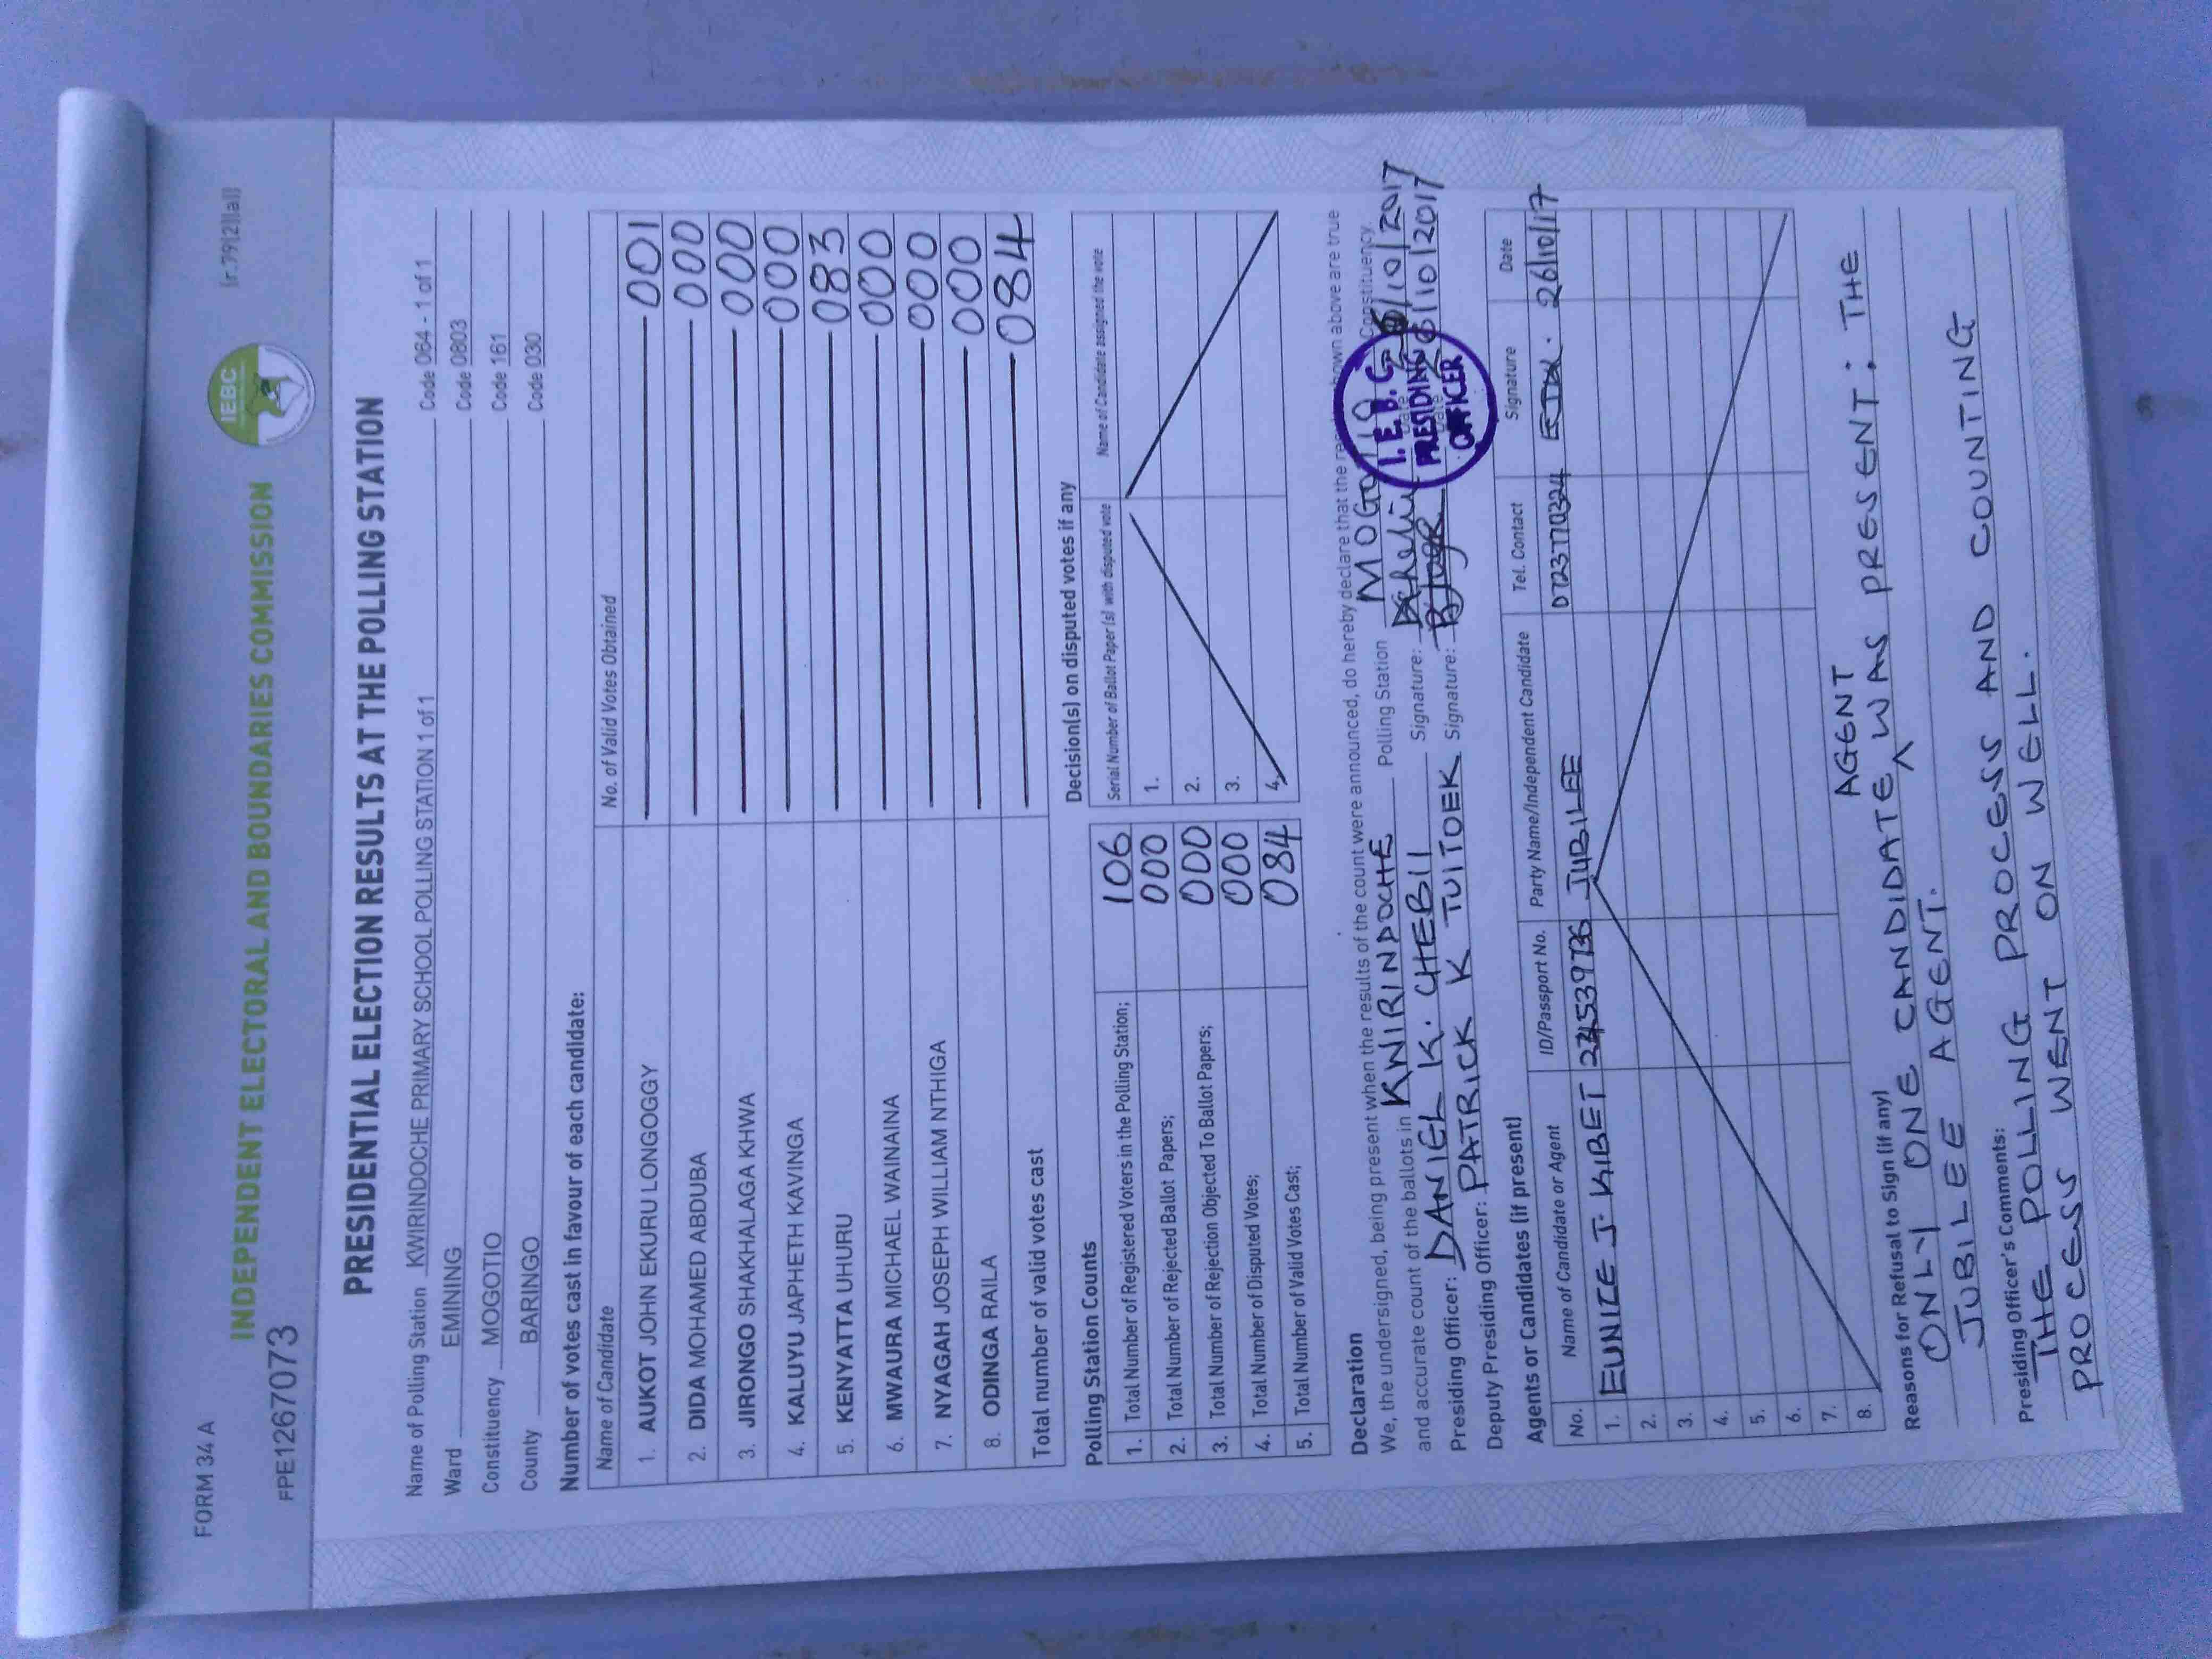 FORM 34 A
[r.79(2)(a)]
FPE1267073
IEBC
INDEPENDENT ELECTORAL AND BOUNDARIES COMMISSION
PRESIDENTIAL ELECTION RESULTS AT THE POLLING STATION
Name of Polling Station KWIRINDOCHE PRIMARY SCHOOL POLLING STATION 1 of 1 Code 064 - 1 of 1
Ward EMINING Code 0803
Constituency MOGOTIO Code 161
County BARINGO Code 030
Number of votes cast in favour of each candidate:
Name of Candidate No. of Valid Votes Obtained
1. AUKOT JOHN EKURU LONGOGGY 001
2. DIDA MOHAMED ABDUBA 000
3. JIRONGO SHAKHALAGA KHWA 000
4. KALUYU JAPHETH KAVINGA 000
5. KENYATTA UHURU 083
6. MWAURA MICHAEL WAINAINA 000
7. NYAGAH JOSEPH WILLIAM NTHIGA 000
8. ODINGA RAILA 000
Total number of valid votes cast 084
Polling Station Counts
1. Total Number of Registered Voters in the Polling Station; 106
2. Total Number of Rejected Ballot Papers; 000
3. Total Number of Rejection Objected To Ballot Papers; 000
4. Total Number of Disputed Votes; 000
5. Total Number of Valid Votes Cast; 084
Decision(s) on disputed votes if any
Serial Number of Ballot Paper (s) with disputed vote Name of Candidate assigned the vote
1.
2.
3.
4.
Declaration
We, the undersigned, being present when the results of the count were announced, do hereby declare that the shown above are true
and accurate count of the ballots in KWIRINDOCHE Polling Station Constituency.
Presiding Officer: DANIEL K. CHEBII Signature: /10/2017
Deputy Presiding Officer: PATRICK K TUITOEK Signature: /10/2017
I.E.B.C.
PRESIDING
OFFICER
Agents or Candidates (if present)
No. Name of Candidate or Agent ID/Passport No. Party Name/Independent Candidate Tel. Contact Signature Date
1. EUNICE J. KIBET JUBILEE 0723770324 26/10/17
2.
3.
4.
5.
6.
7.
8.
Reasons for Refusal to Sign (if any)
ONLY ONE CANDIDATE AGENT WAS PRESENT; THE
JUBILEE AGENT.
Presiding Officer's Comments:
THE POLLING PROCESS AND COUNTING
PROCESS WENT ON WELL.